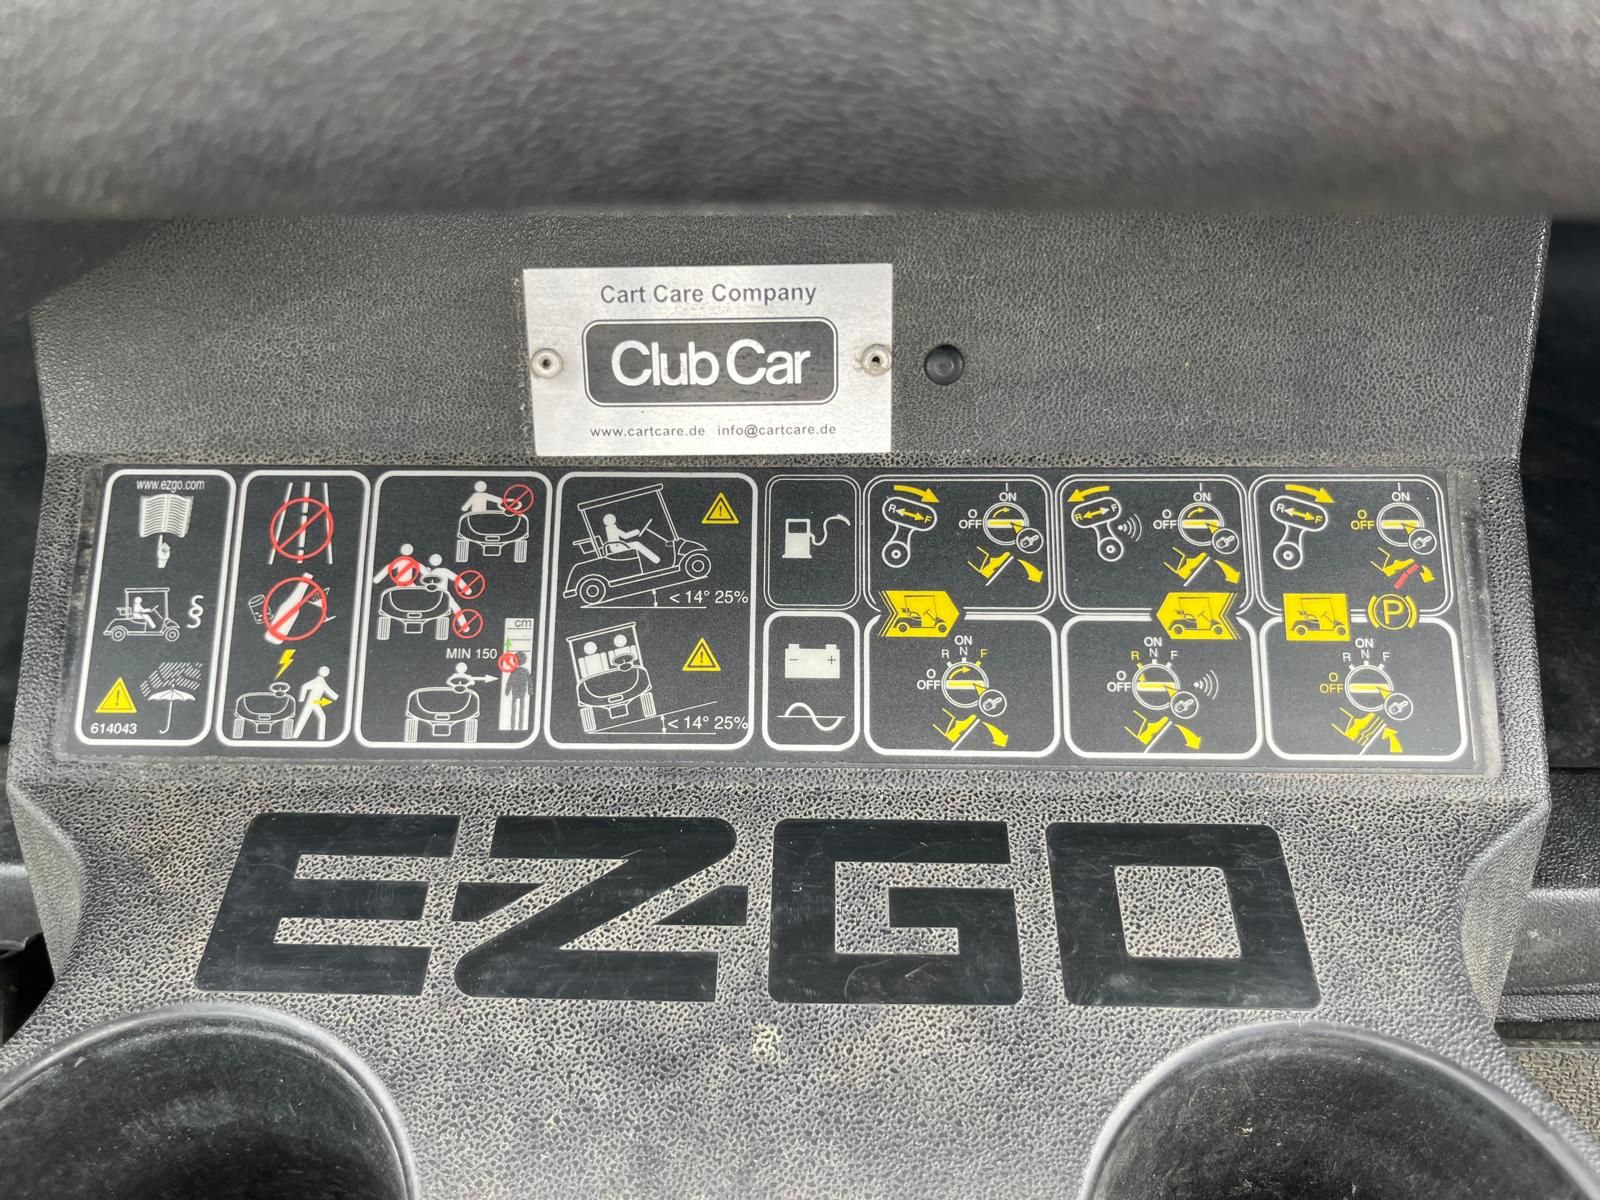 Cart Care Company
Club Car
www.cartcare.de info@cartcare.de
www.ezgo.com
§
614043
cm
MIN 150
< 14° 25%
< 14° 25%
- +
R F
I
ON
O
OFF
R F
I
ON
O
OFF
R F
I
ON
O
OFF
P
ON
R N F
O
OFF
ON
R N F
O
OFF
ON
R N F
O
OFF
EZGO